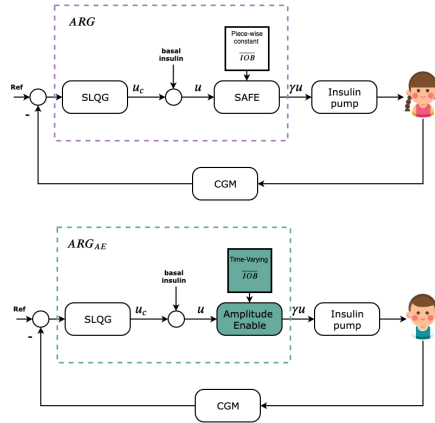 ARG
Piece-wise
constant
IOB
basal
insulin
Ref
SLQG
u_c
u
SAFE
γu
Insulin
pump
-
CGM
ARG_AE
Time-Varying
IOB
basal
insulin
Ref
SLQG
u_c
u
Amplitude
Enable
γu
Insulin
pump
-
CGM